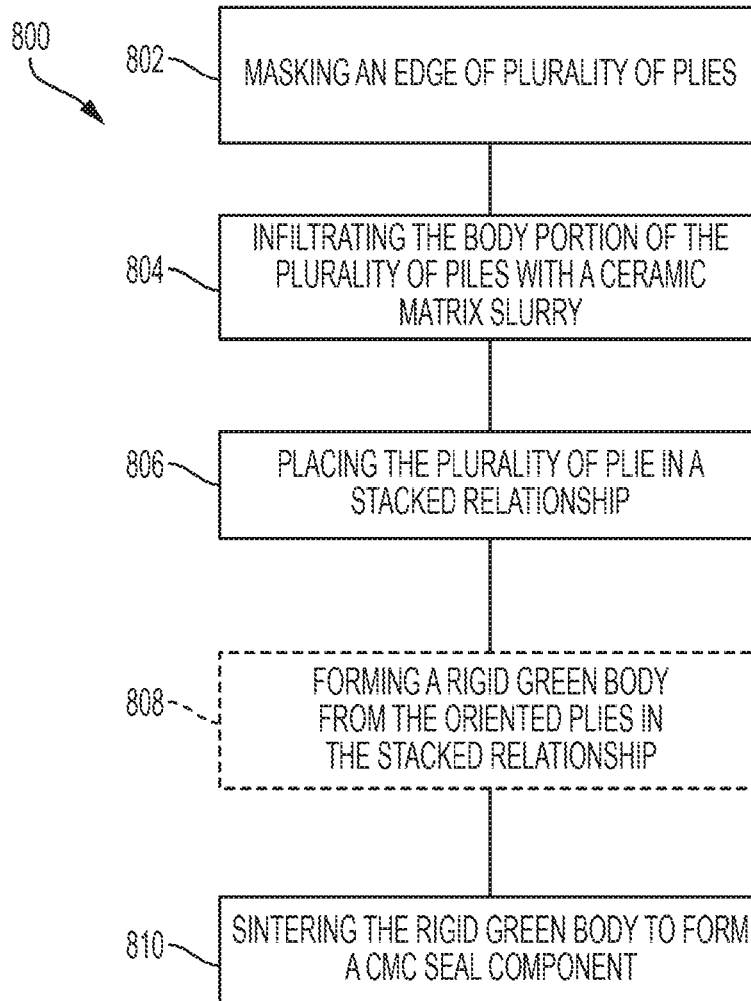 800
802
MASKING AN EDGE OF PLURALITY OF PLIES
804
INFILTRATING THE BODY PORTION OF THE
PLURALITY OF PILES WITH A CERAMIC
MATRIX SLURRY
806
PLACING THE PLURALITY OF PLIE IN A
STACKED RELATIONSHIP
808
FORMING A RIGID GREEN BODY
FROM THE ORIENTED PLIES IN
THE STACKED RELATIONSHIP
810
SINTERING THE RIGID GREEN BODY TO FORM
A CMC SEAL COMPONENT